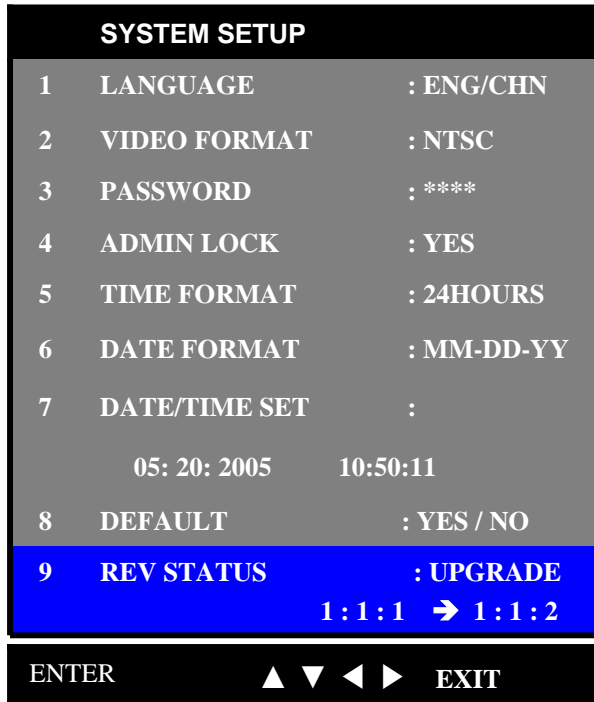 SYSTEM SETUP
1 LANGUAGE : ENG/CHN
2 VIDEO FORMAT : NTSC
3 PASSWORD : ****
4 ADMIN LOCK : YES
5 TIME FORMAT : 24HOURS
6 DATE FORMAT : MM-DD-YY
7 DATE/TIME SET :
05: 20: 2005 10:50:11
8 DEFAULT : YES / NO
9 REV STATUS : UPGRADE
1 : 1 : 1 ➔ 1 : 1 : 2
ENTER ▲ ▼ ◀ ▶ EXIT